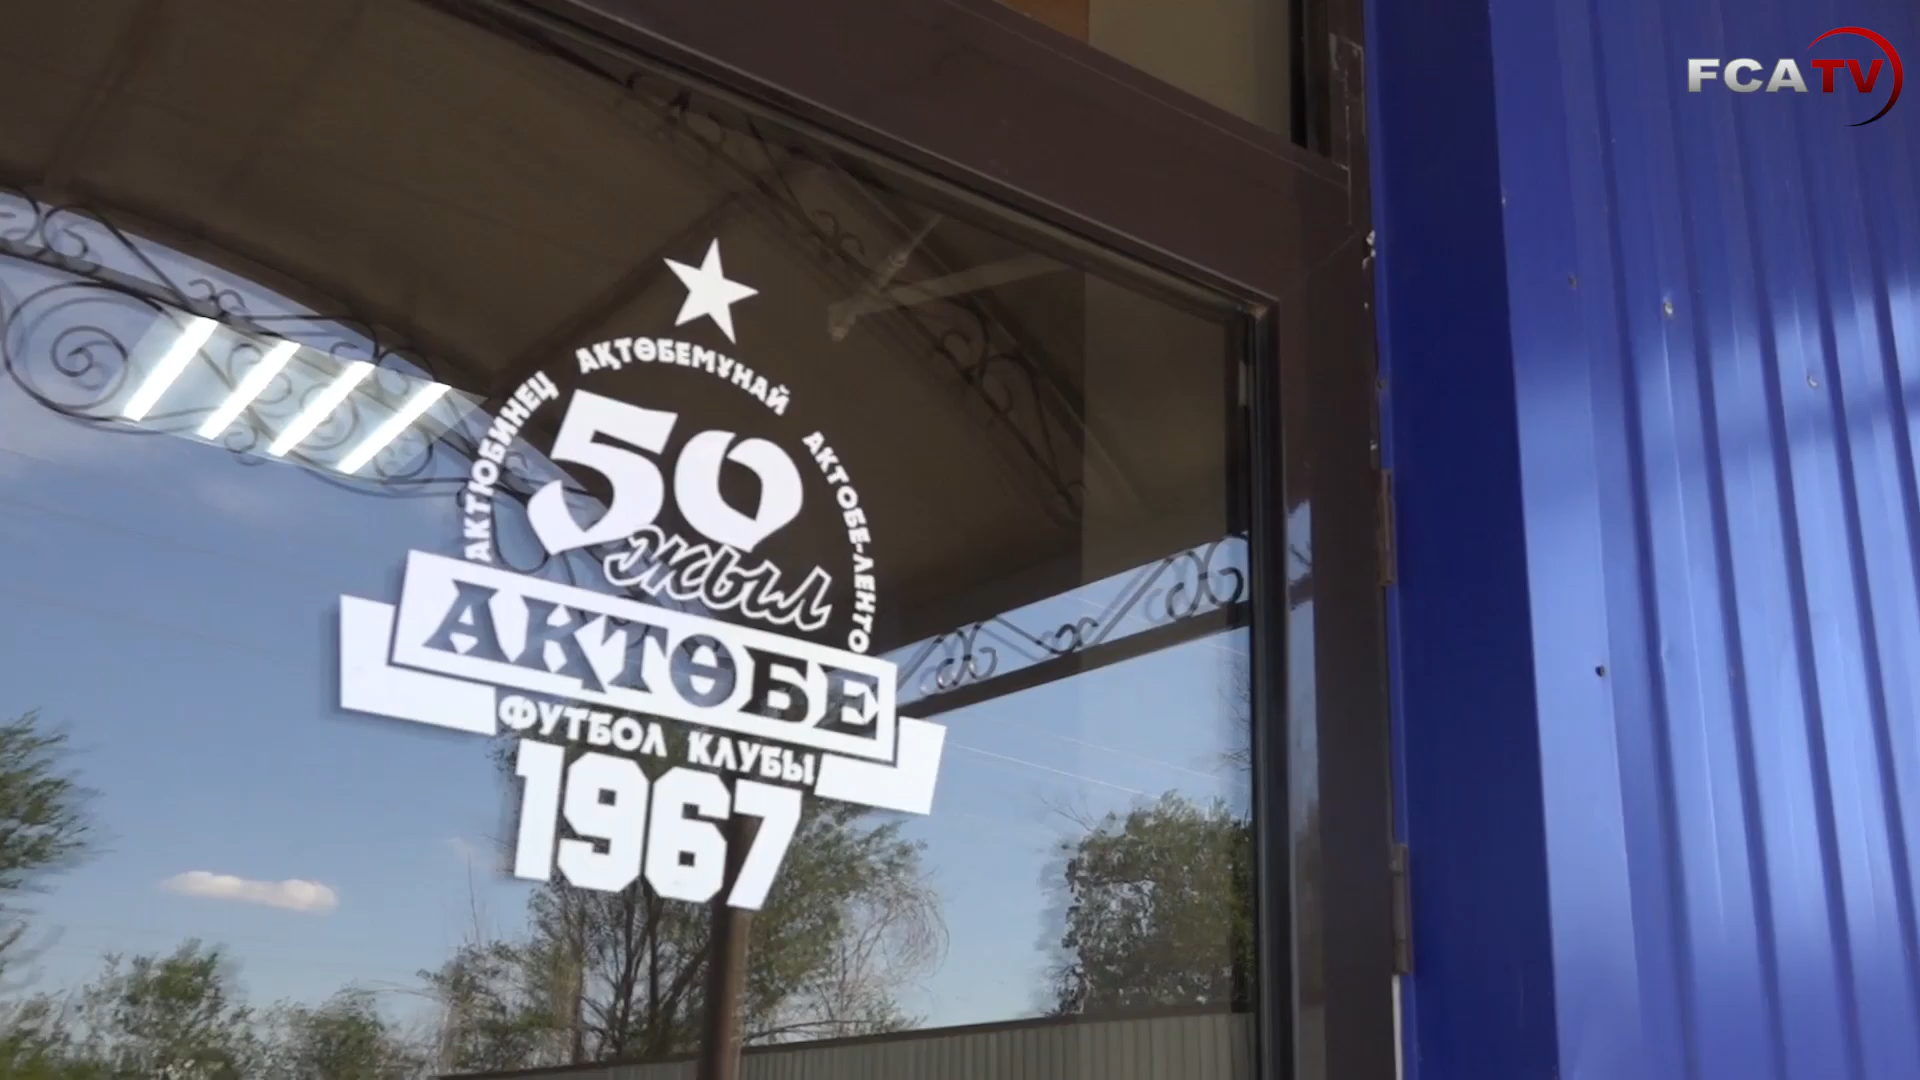 FCATV
АКТЮБИНЕЦ
АҚТӨБЕМҰНАЙ
АКТОБЕ-ЛЕНТО
50
жыл
АҚТӨБЕ
ФУТБОЛ КЛУБЫ
1967